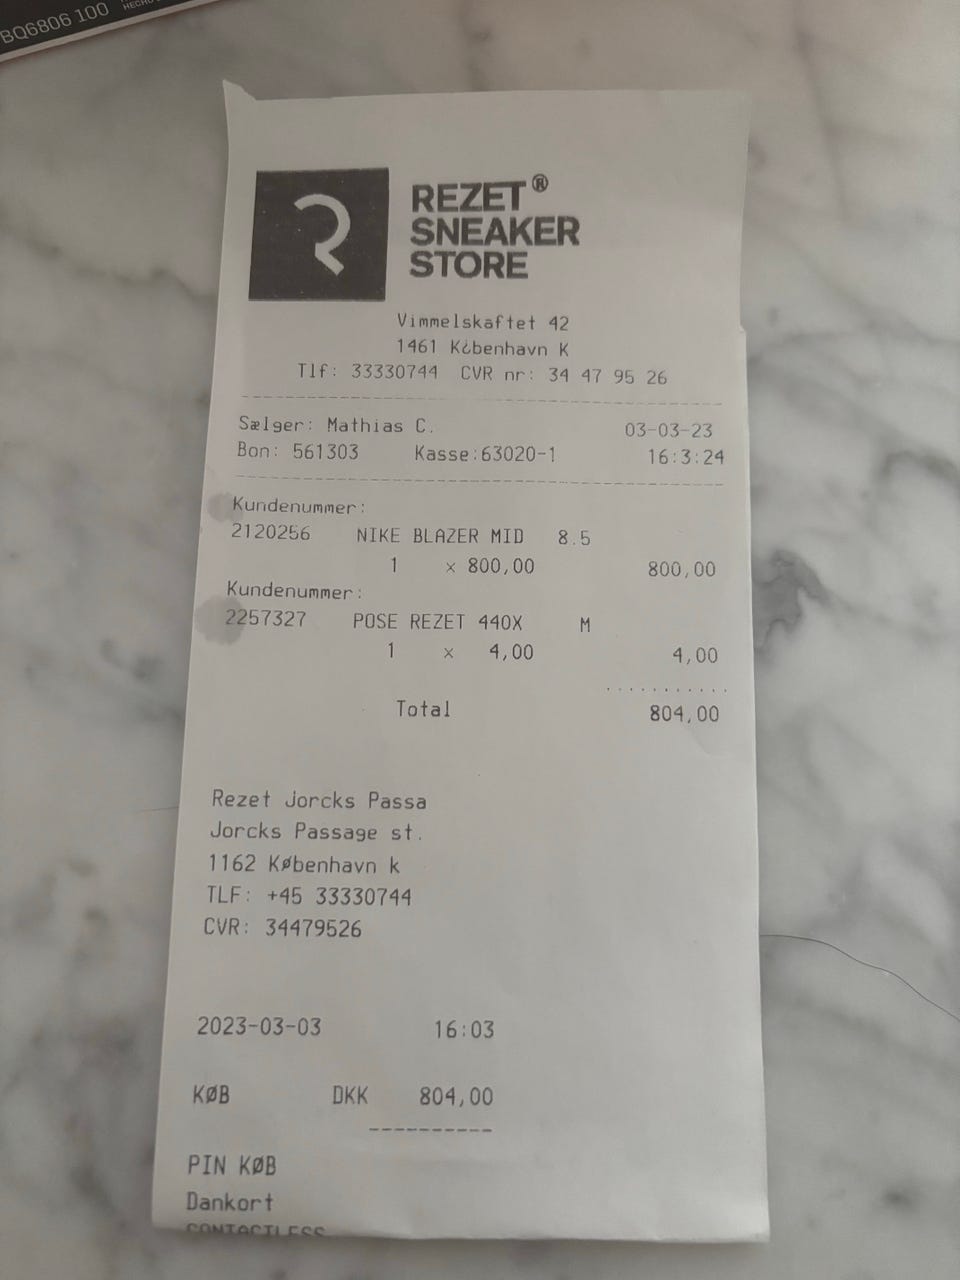 BQ6806 100
REZET®
SNEAKER
STORE
Vimmelskaftet 42
1461 K¢benhavn K
Tlf: 33330744 CVR nr: 34 47 95 26
Sælger: Mathias C. 03-03-23
Bon: 561303 Kasse:63020-1 16:3:24
Kundenummer:
2120256 NIKE BLAZER MID 8.5
1 x 800,00 800,00
Kundenummer:
2257327 POSE REZET 440X M
1 x 4,00 4,00
Total 804,00
Rezet Jorcks Passa
Jorcks Passage st.
1162 København k
TLF: +45 33330744
CVR: 34479526
2023-03-03 16:03
KØB DKK 804,00
PIN KØB
Dankort
CONTACTLESS